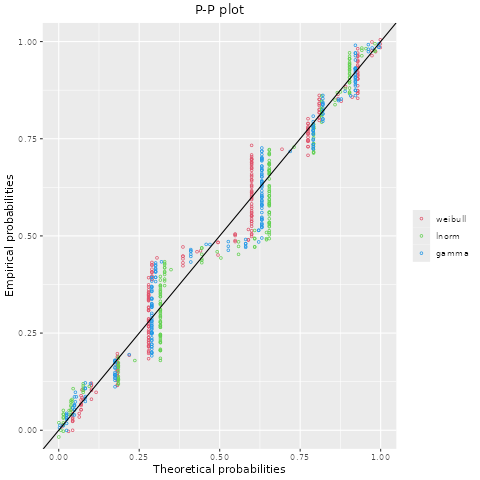 P-P plot
Empirical probabilities
1.00
0.75
0.50
0.25
0.00
0.00 0.25 0.50 0.75 1.00
Theoretical probabilities
weibull
lnorm
gamma